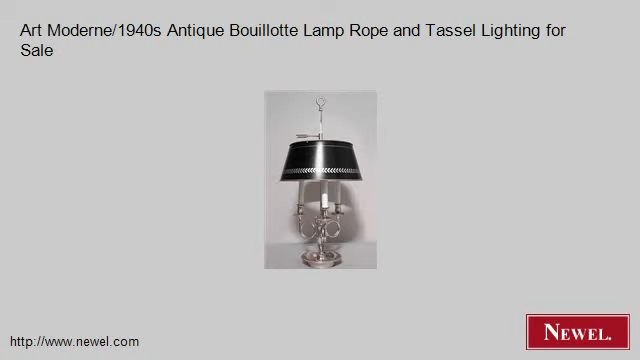 Art Moderne/1940s Antique Bouillotte Lamp Rope and Tassel Lighting for
Sale
NEWEL.
http://www.newel.com